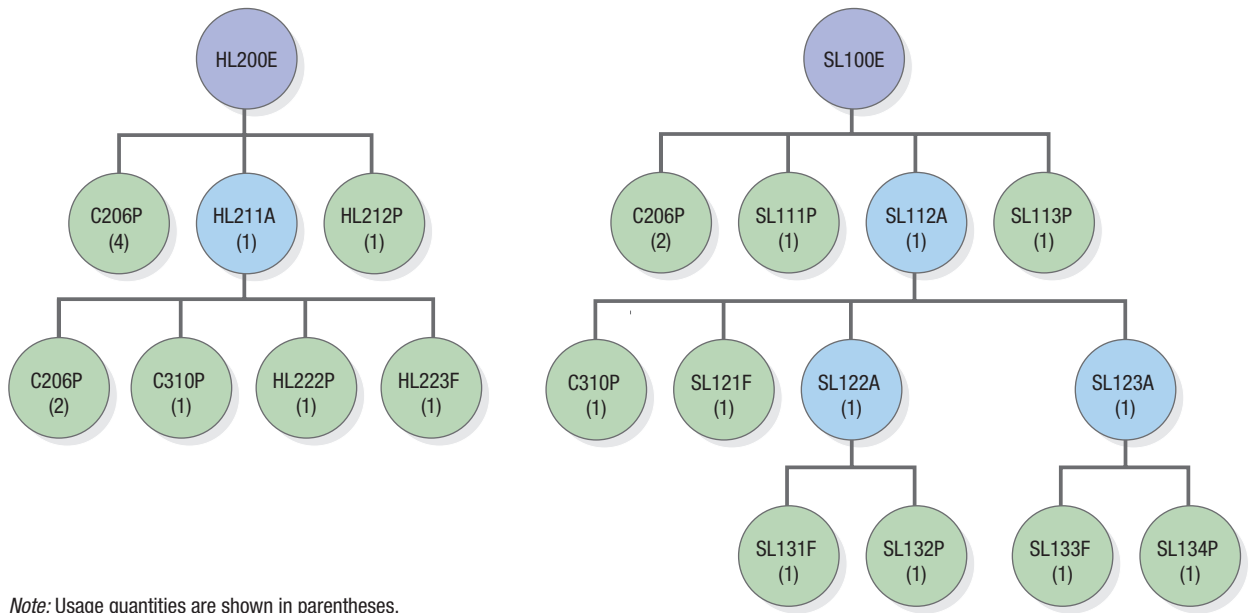 HL200E
SL100E
C206P
(4)
HL211A
(1)
HL212P
(1)
C206P
(2)
SL111P
(1)
SL112A
(1)
SL113P
(1)
C206P
(2)
C310P
(1)
HL222P
(1)
HL223F
(1)
C310P
(1)
SL121F
(1)
SL122A
(1)
SL123A
(1)
SL131F
(1)
SL132P
(1)
SL133F
(1)
SL134P
(1)
Note: Usage quantities are shown in parentheses.